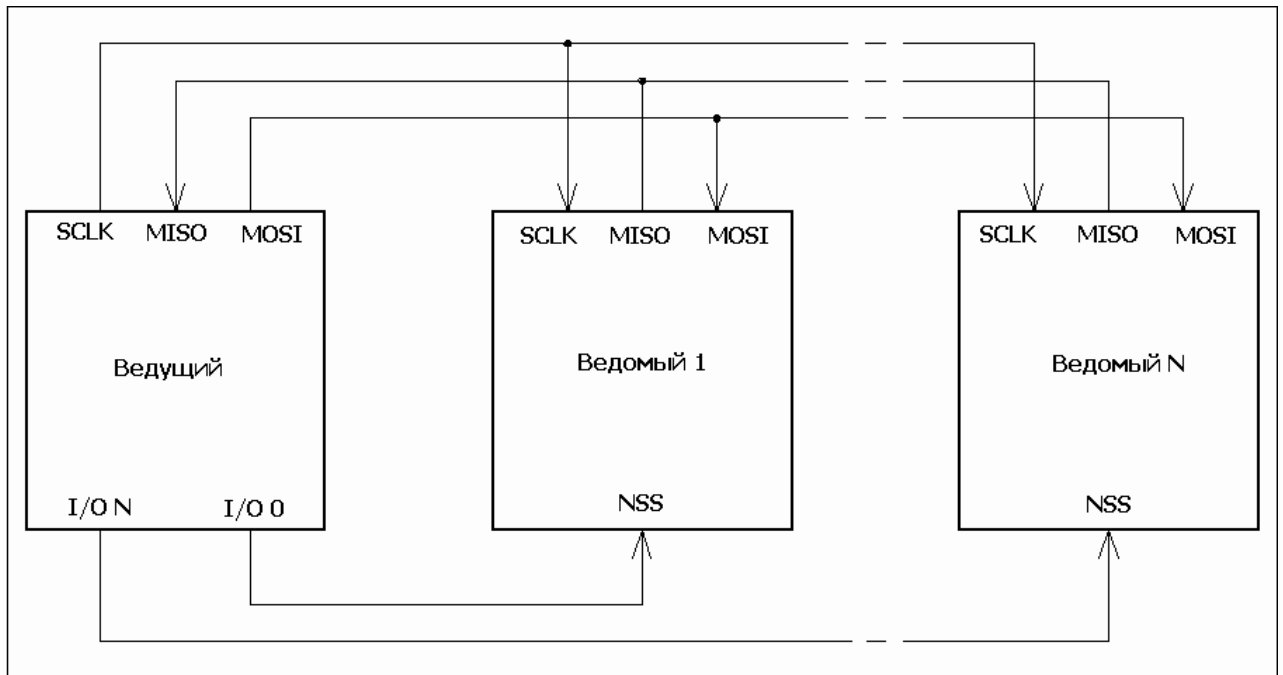 SCLK MISO MOSI
SCLK MISO MOSI
SCLK MISO MOSI
Ведущий
Ведомый 1
Ведомый N
I/O N I/O 0
NSS
NSS